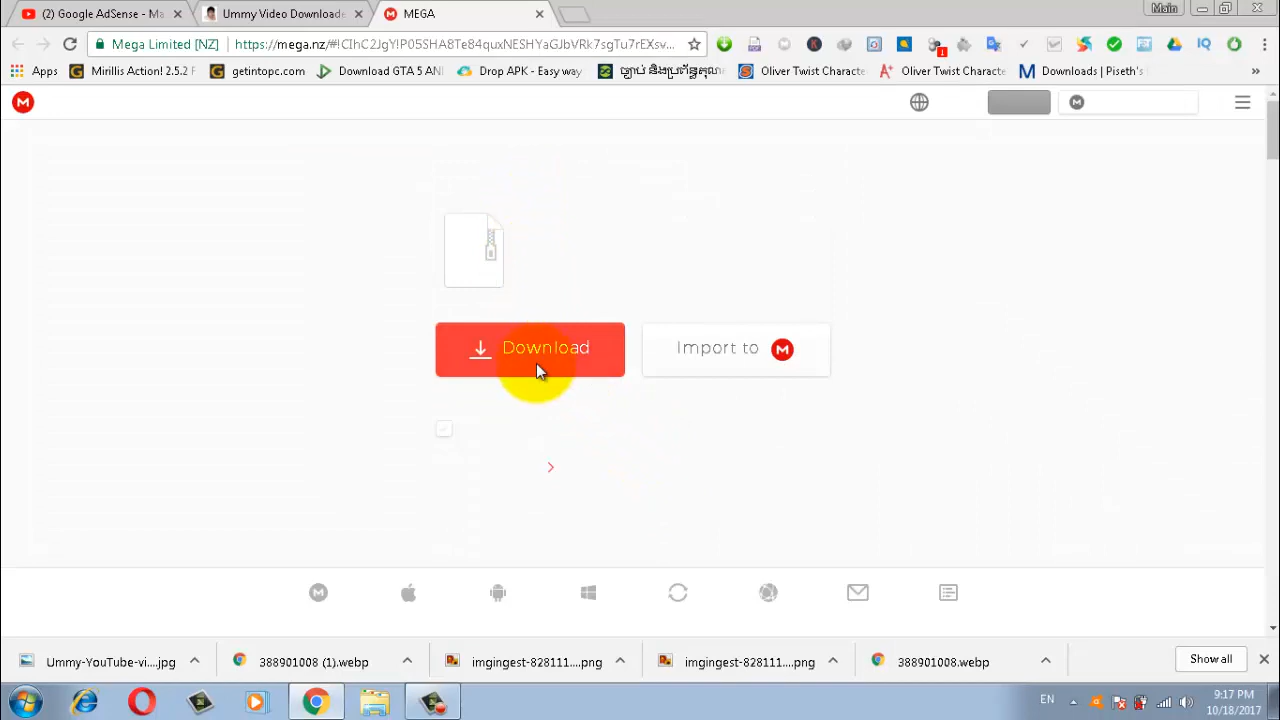 (2) Google AdSense - Ma
Ummy Video Downloade
MEGA
Main
Mega Limited [NZ]
https://mega.nz/#!CIhC2JpY!P05SHA8Te84quxNESHYaGJbVRk7sgTu7rEXsv...
Apps
Mirillis Action! 2.5.2 F
getintopc.com
Download GTA 5 AN
Drop APK - Easy way
Oliver Twist Characte
Oliver Twist Characte
Downloads | Piseth's
»
Download
Import to
Ummy-YouTube-vi....jpg
388901008 (1).webp
imgingest-828111....png
imgingest-828111....png
388901008.webp
Show all
EN
9:17 PM
10/18/2017